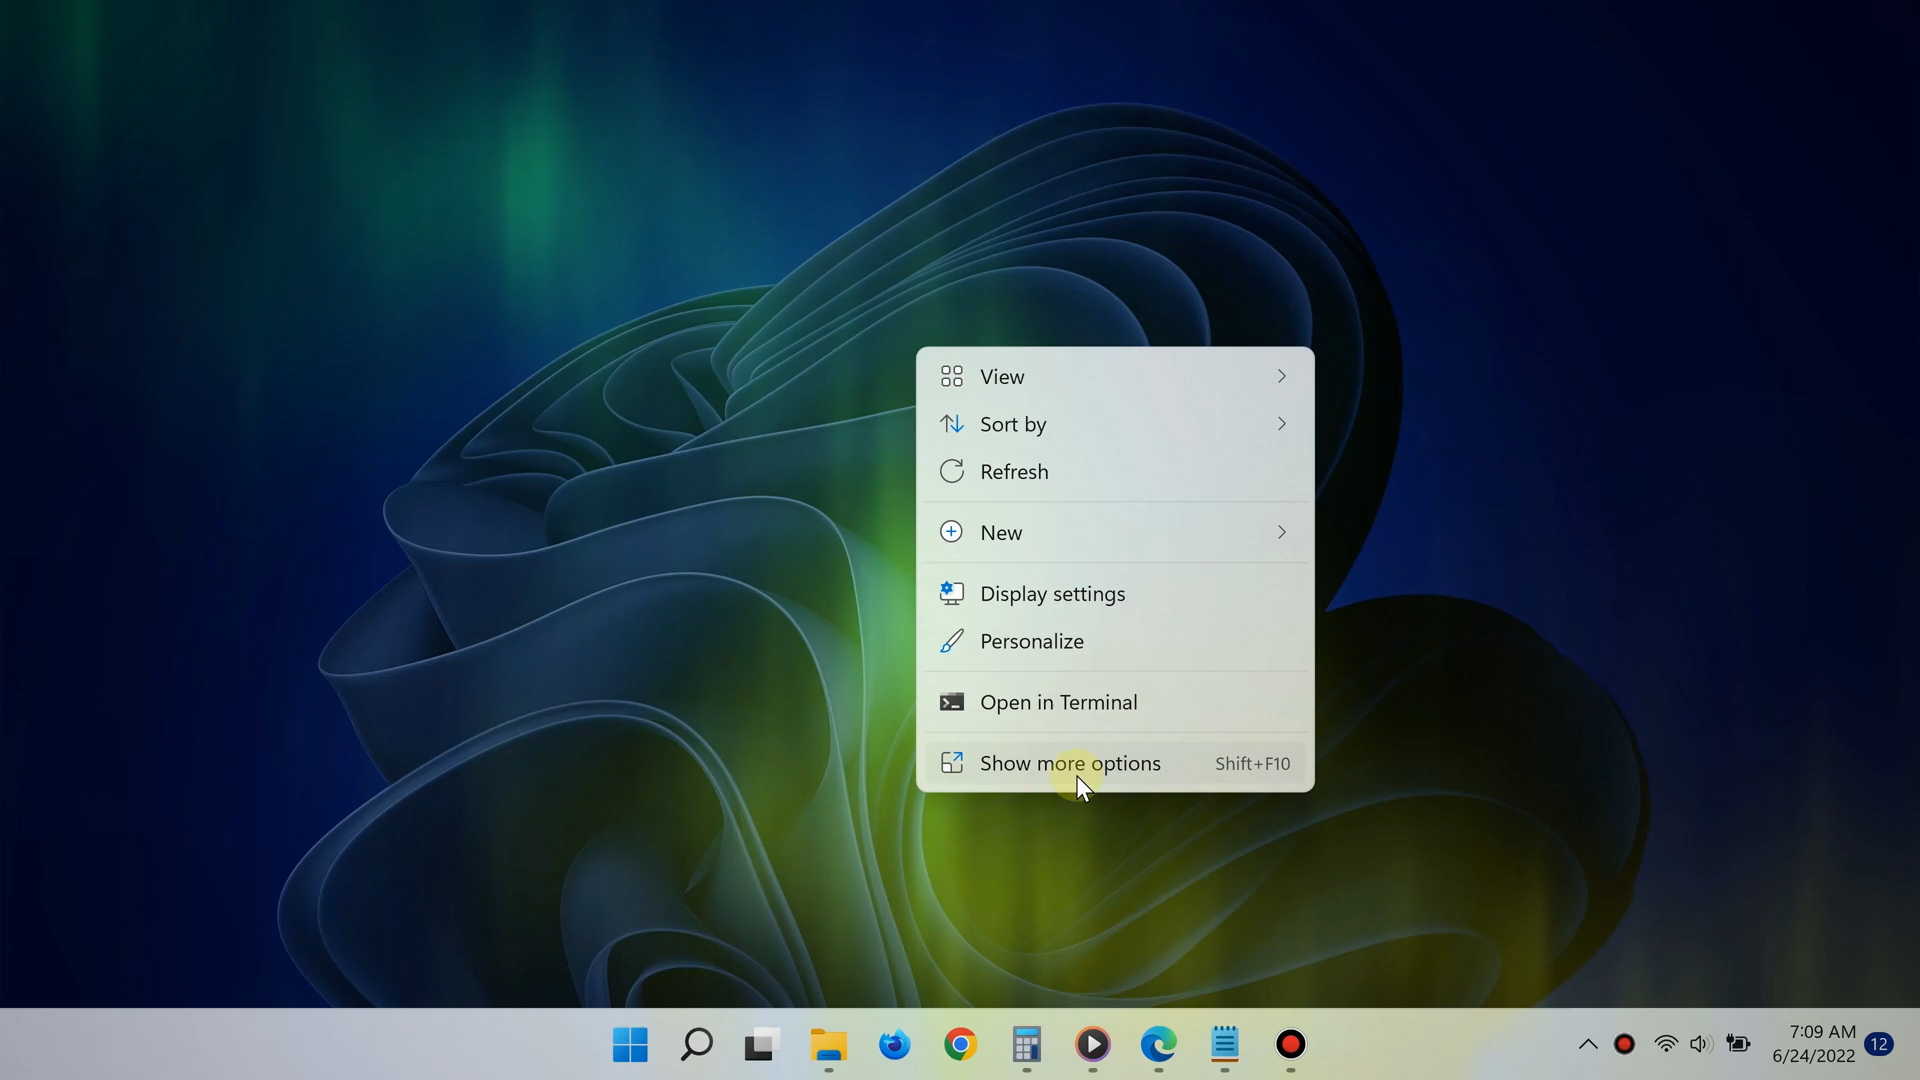 View
Sort by
Refresh
New
Display settings
Personalize
Open in Terminal
Show more options Shift+F10
7:09 AM
6/24/2022
12